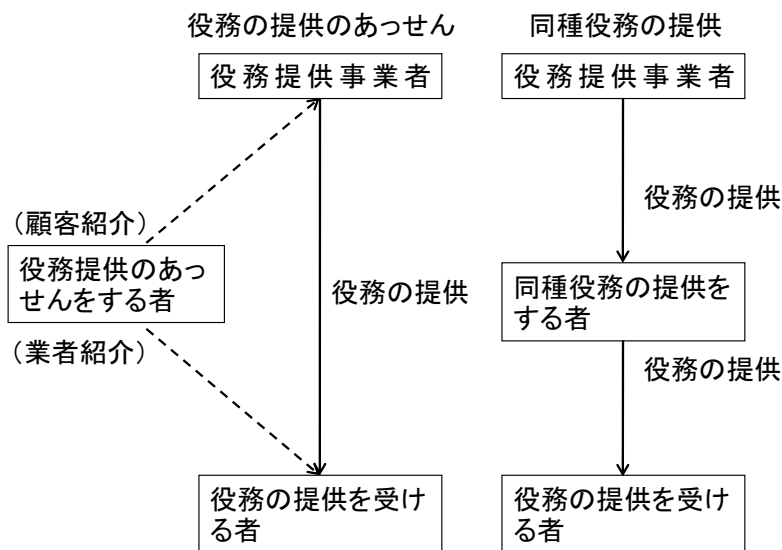 役務の提供のあっせん
役務提供事業者
(顧客紹介)
役務提供のあっ
せんをする者
(業者紹介)
役務の提供
役務の提供を受け
る者
同種役務の提供
役務提供事業者
役務の提供
同種役務の提供を
する者
役務の提供
役務の提供を受け
る者